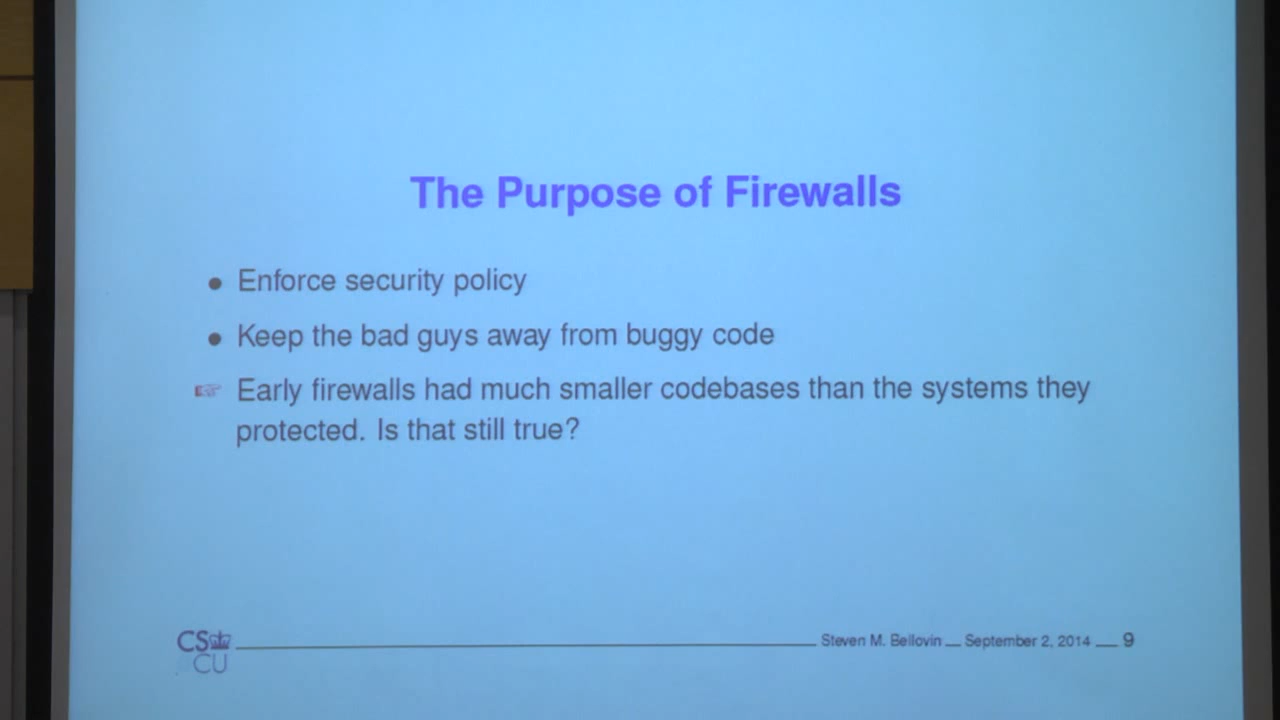 The Purpose of Firewalls
• Enforce security policy
• Keep the bad guys away from buggy code
☞ Early firewalls had much smaller codebases than the systems they
protected. Is that still true?
CS
CU
Steven M. Bellovin __ September 2, 2014 __ 9